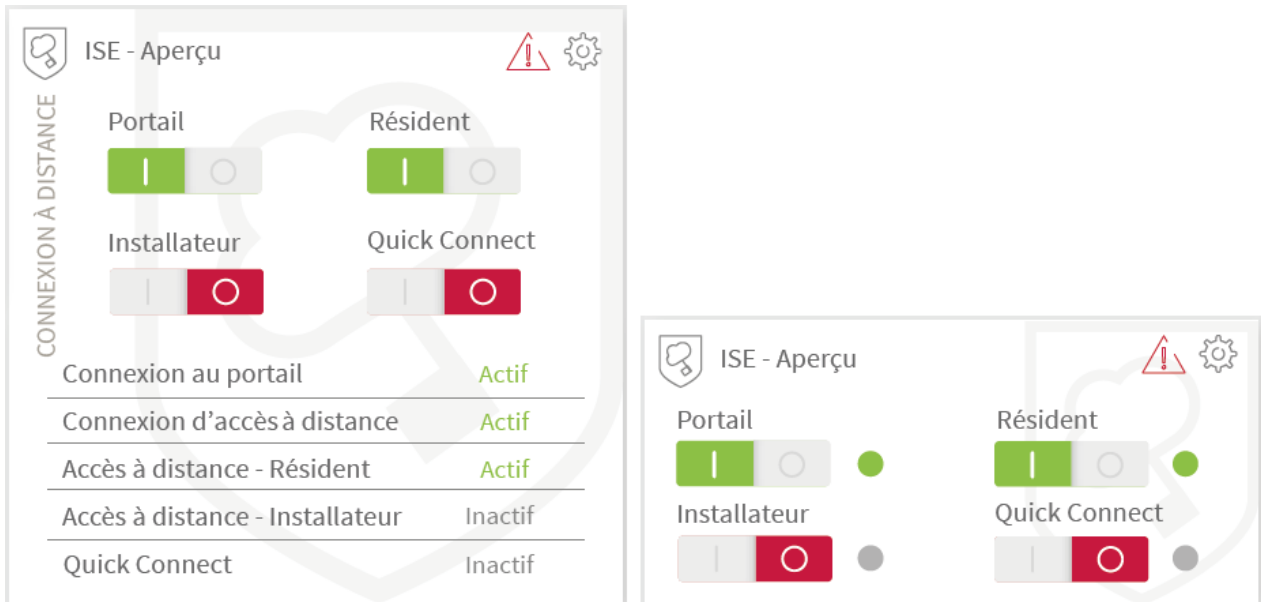 ISE - Aperçu
CONNEXION À DISTANCE
Portail
Résident
Installateur
Quick Connect
Connexion au portail Actif
Connexion d'accès à distance Actif
Accès à distance - Résident Actif
Accès à distance - Installateur Inactif
Quick Connect Inactif
ISE - Aperçu
Portail
Résident
Installateur
Quick Connect